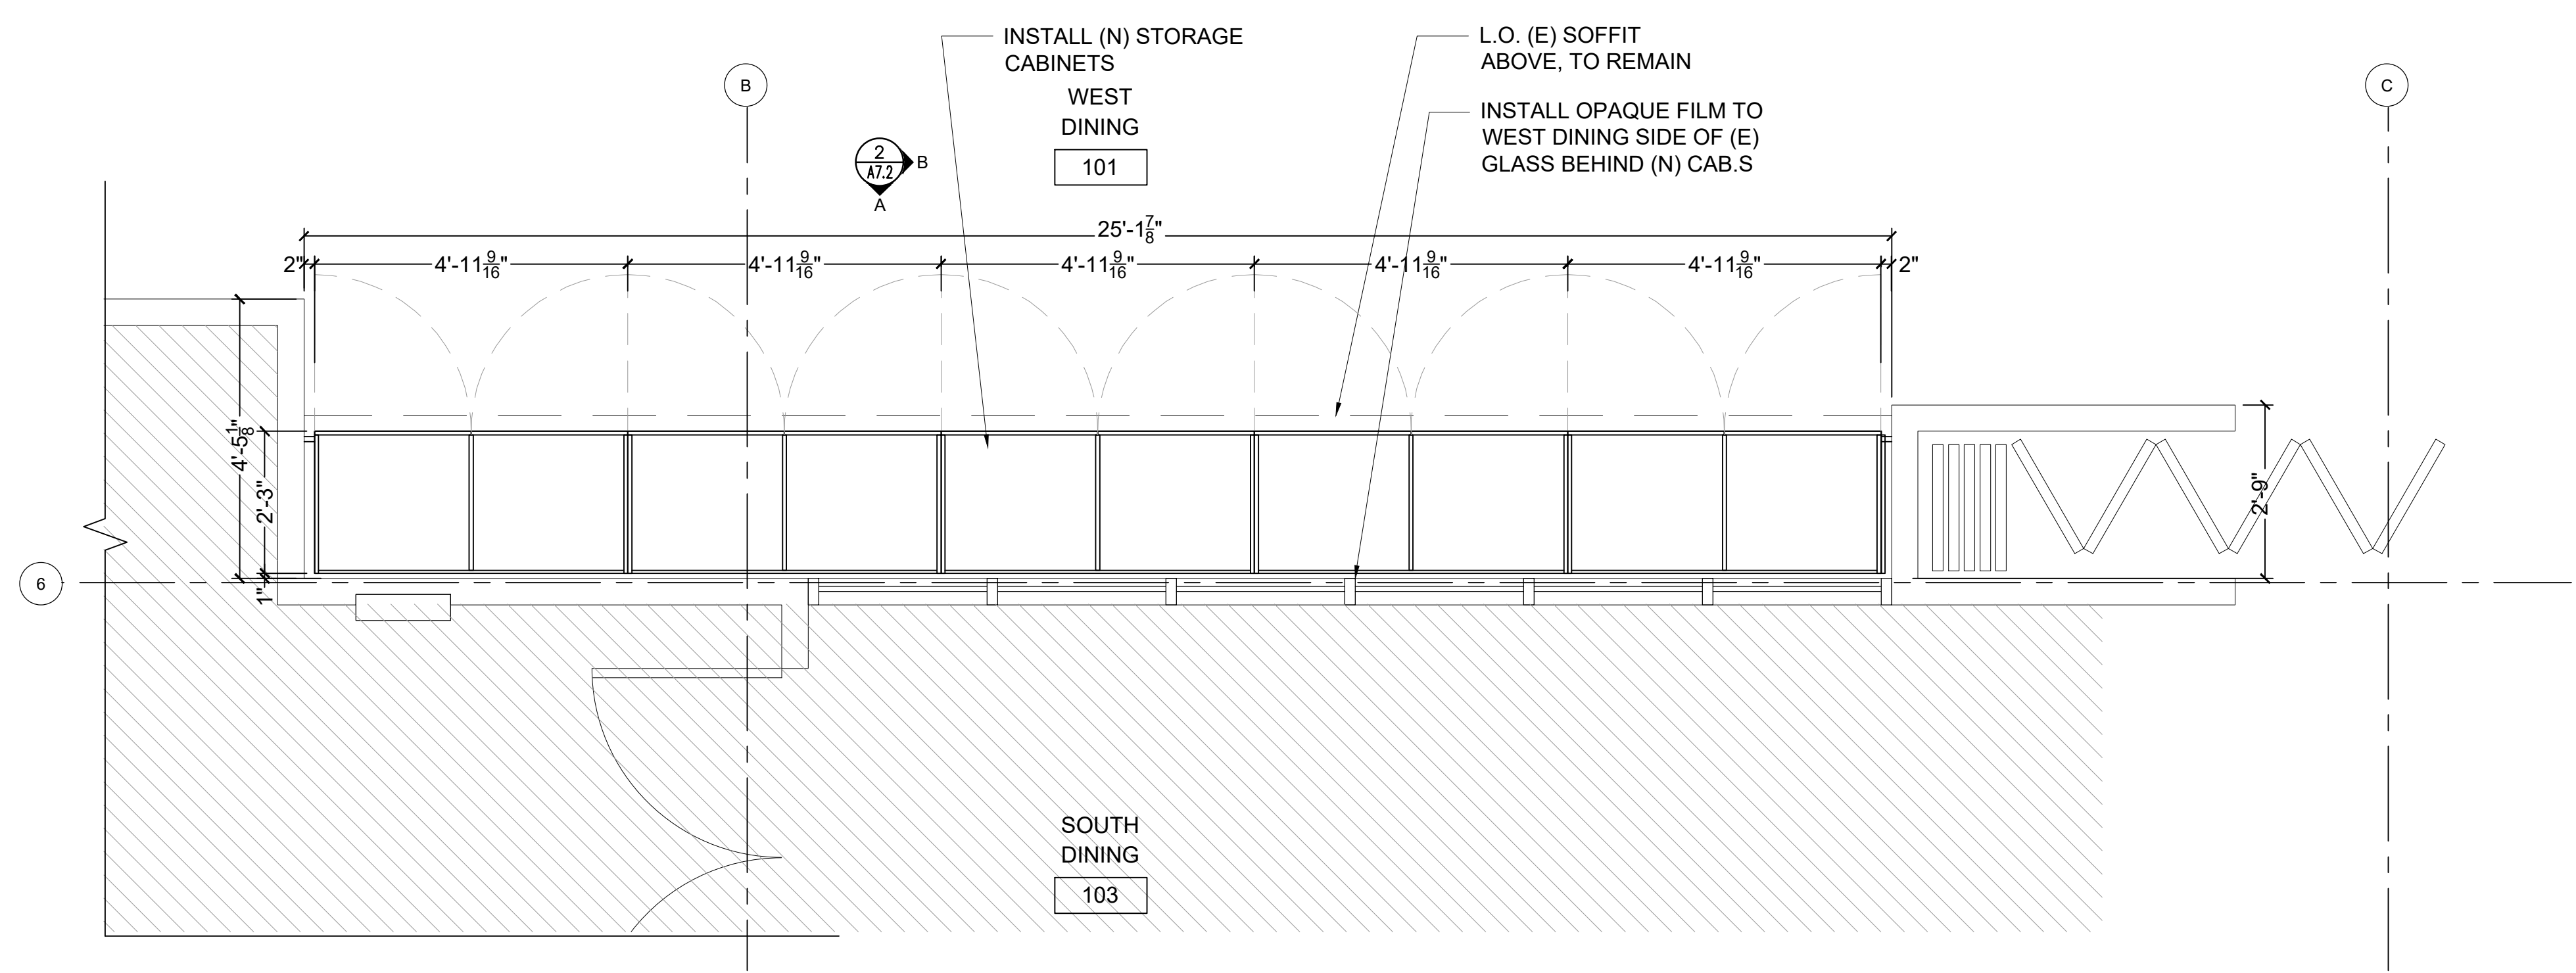 INSTALL (N) STORAGE
CABINETS
L.O. (E) SOFFIT
ABOVE, TO REMAIN
B
C
WEST
DINING
101
INSTALL OPAQUE FILM TO
WEST DINING SIDE OF (E)
GLASS BEHIND (N) CAB.S
2
A7.2
B
A
25'-1 7/8"
2"
4'-11 9/16"
4'-11 9/16"
4'-11 9/16"
4'-11 9/16"
4'-11 9/16"
2"
4'-5 1/8"
2'-3"
2'-9"
6
1"
SOUTH
DINING
103